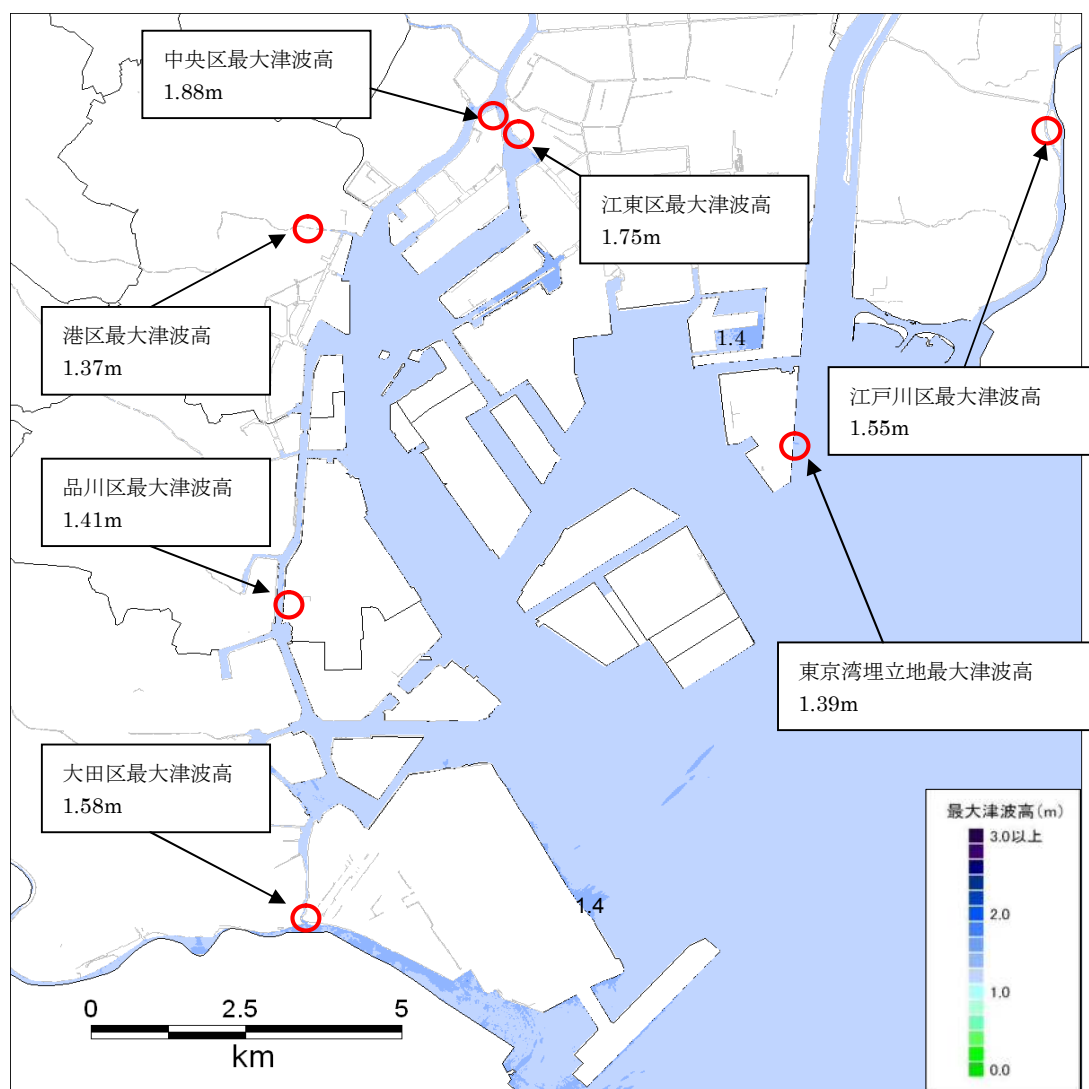 中央区最大津波高
1.88m
江東区最大津波高
1.75m
港区最大津波高
1.37m
1.4
江戸川区最大津波高
1.55m
品川区最大津波高
1.41m
東京湾埋立地最大津波高
1.39m
大田区最大津波高
1.58m
1.4
最大津波高(m)
3.0以上
2.0
1.0
0.0
0 2.5 5
km